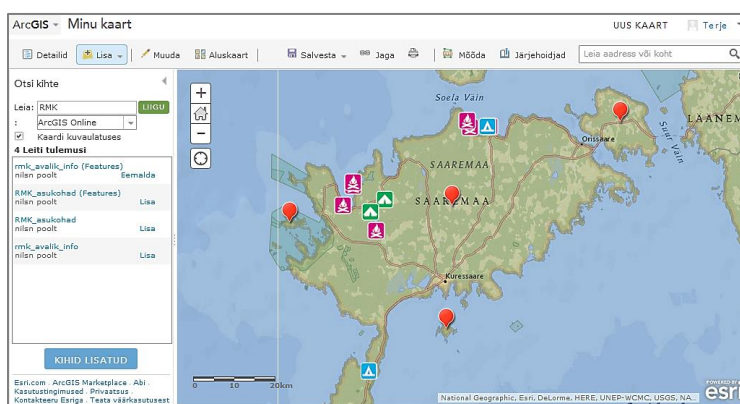 ArcGIS ▾ Minu kaart
UUS KAART Terje
Detailid Lisa Muuda Aluskaart Salvesta Jaga Mõõda Järjehoidjad Leia aadress või koht
Otsi kihte
Leia: RMK LIIGU
: ArcGIS Online
Kaardi kuvaulatuses
4 Leiti tulemusi
rmk_avalik_info (Features)
nilsn poolt Eemalda
RMK_asukohad (Features)
nilsn poolt Lisa
RMK_asukohad
nilsn poolt Lisa
rmk_avalik_info
nilsn poolt Lisa
KIHID LISATUD
Esri.com . ArcGIS Marketplace . Abi .
Kasutustingimused . Privaatsus .
Kontakteeru Esriga . Teata väärkasutusest
Soela Väin
Orissaare
Suur Väin
LÄÄNEM
SAAREMAA
SAAREMAA
Kuressaare
0 10 20km
National Geographic, Esri, DeLorme, HERE, UNEP-WCMC, USGS, NA...
POWERED BY
esri